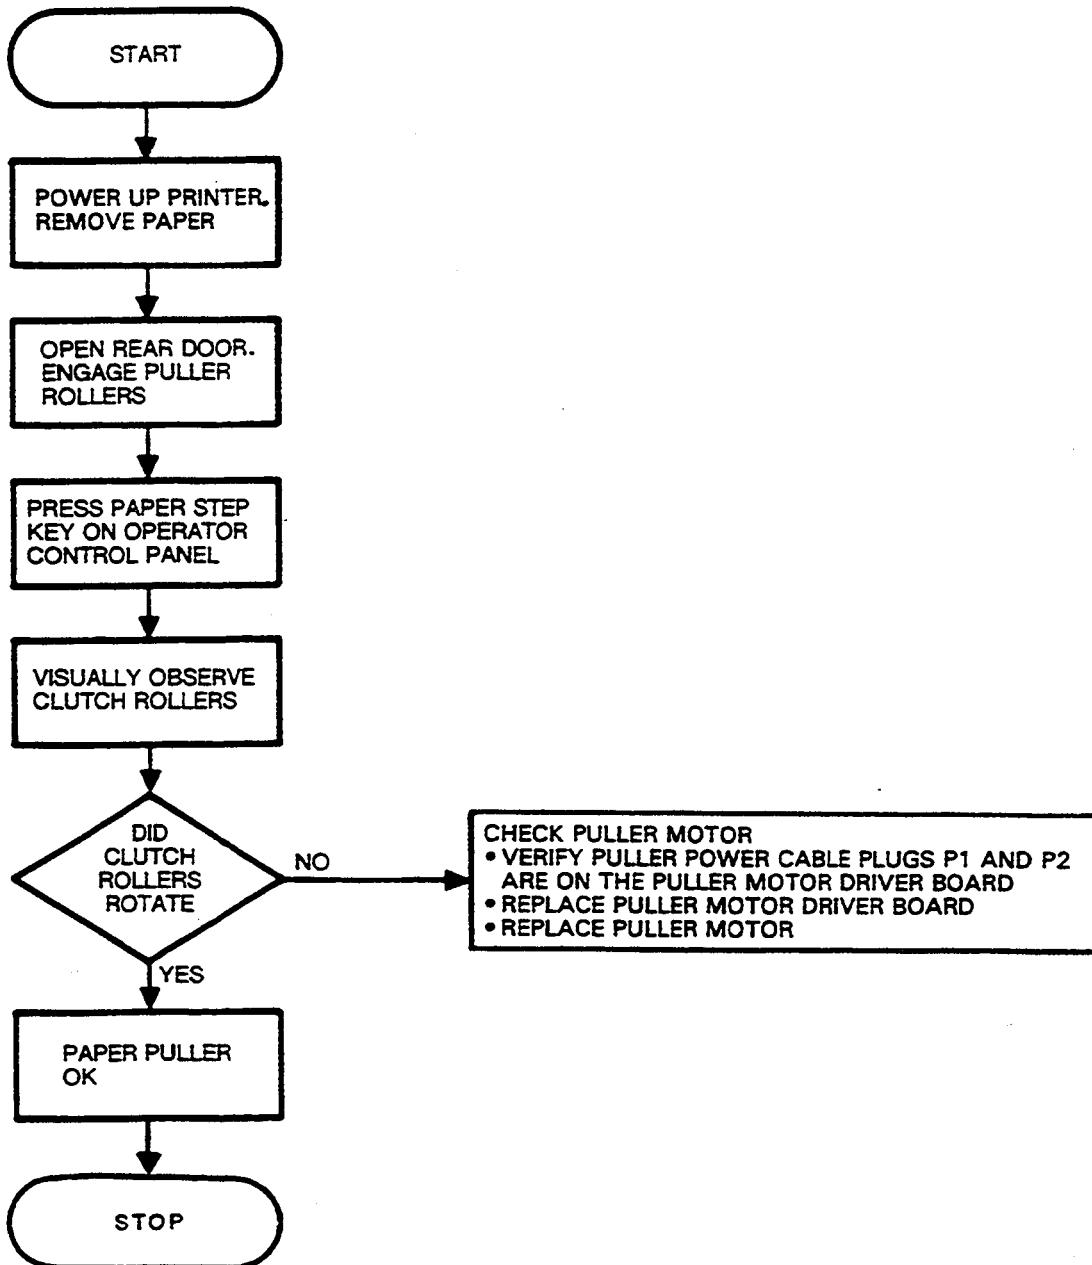 START
POWER UP PRINTER.
REMOVE PAPER
OPEN REAR DOOR.
ENGAGE PULLER
ROLLERS
PRESS PAPER STEP
KEY ON OPERATOR
CONTROL PANEL
VISUALLY OBSERVE
CLUTCH ROLLERS
DID
CLUTCH
ROLLERS
ROTATE
NO
CHECK PULLER MOTOR
• VERIFY PULLER POWER CABLE PLUGS P1 AND P2
ARE ON THE PULLER MOTOR DRIVER BOARD
• REPLACE PULLER MOTOR DRIVER BOARD
• REPLACE PULLER MOTOR
YES
PAPER PULLER
OK
STOP